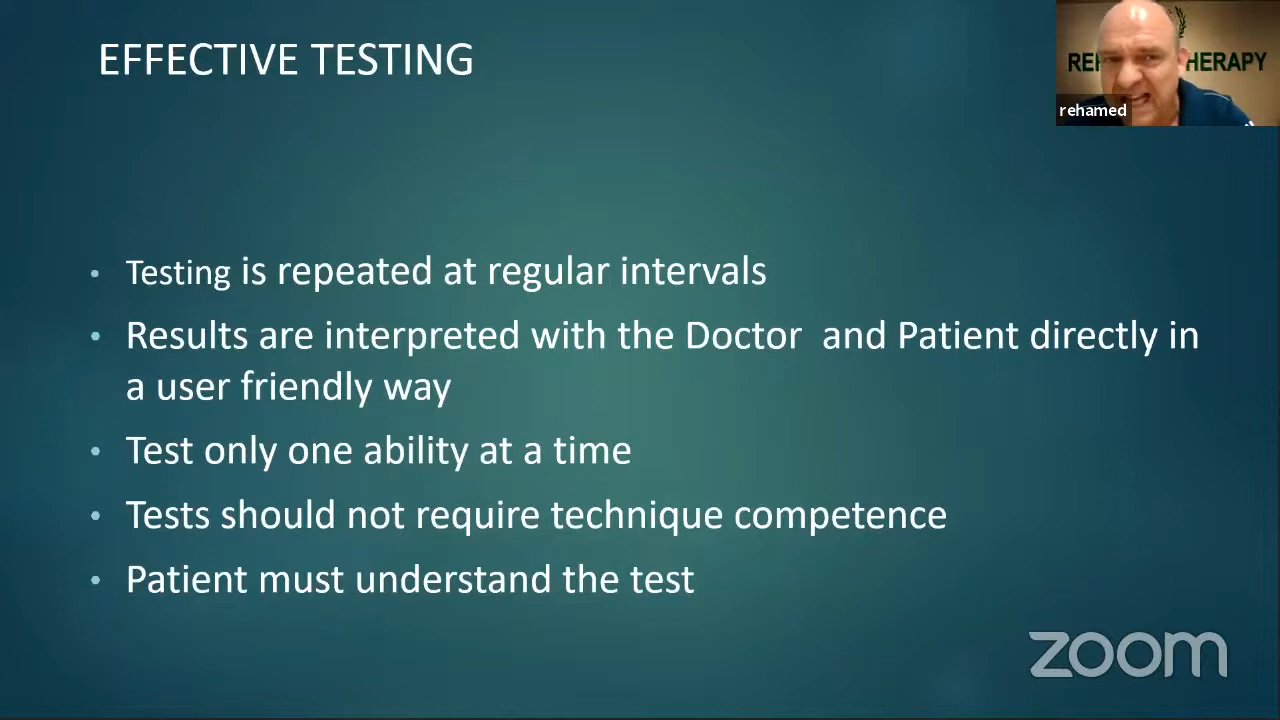 EFFECTIVE TESTING
HERAPY
rehamed
• Testing is repeated at regular intervals
• Results are interpreted with the Doctor  and Patient directly in
a user friendly way
• Test only one ability at a time
• Tests should not require technique competence
• Patient must understand the test
zoom